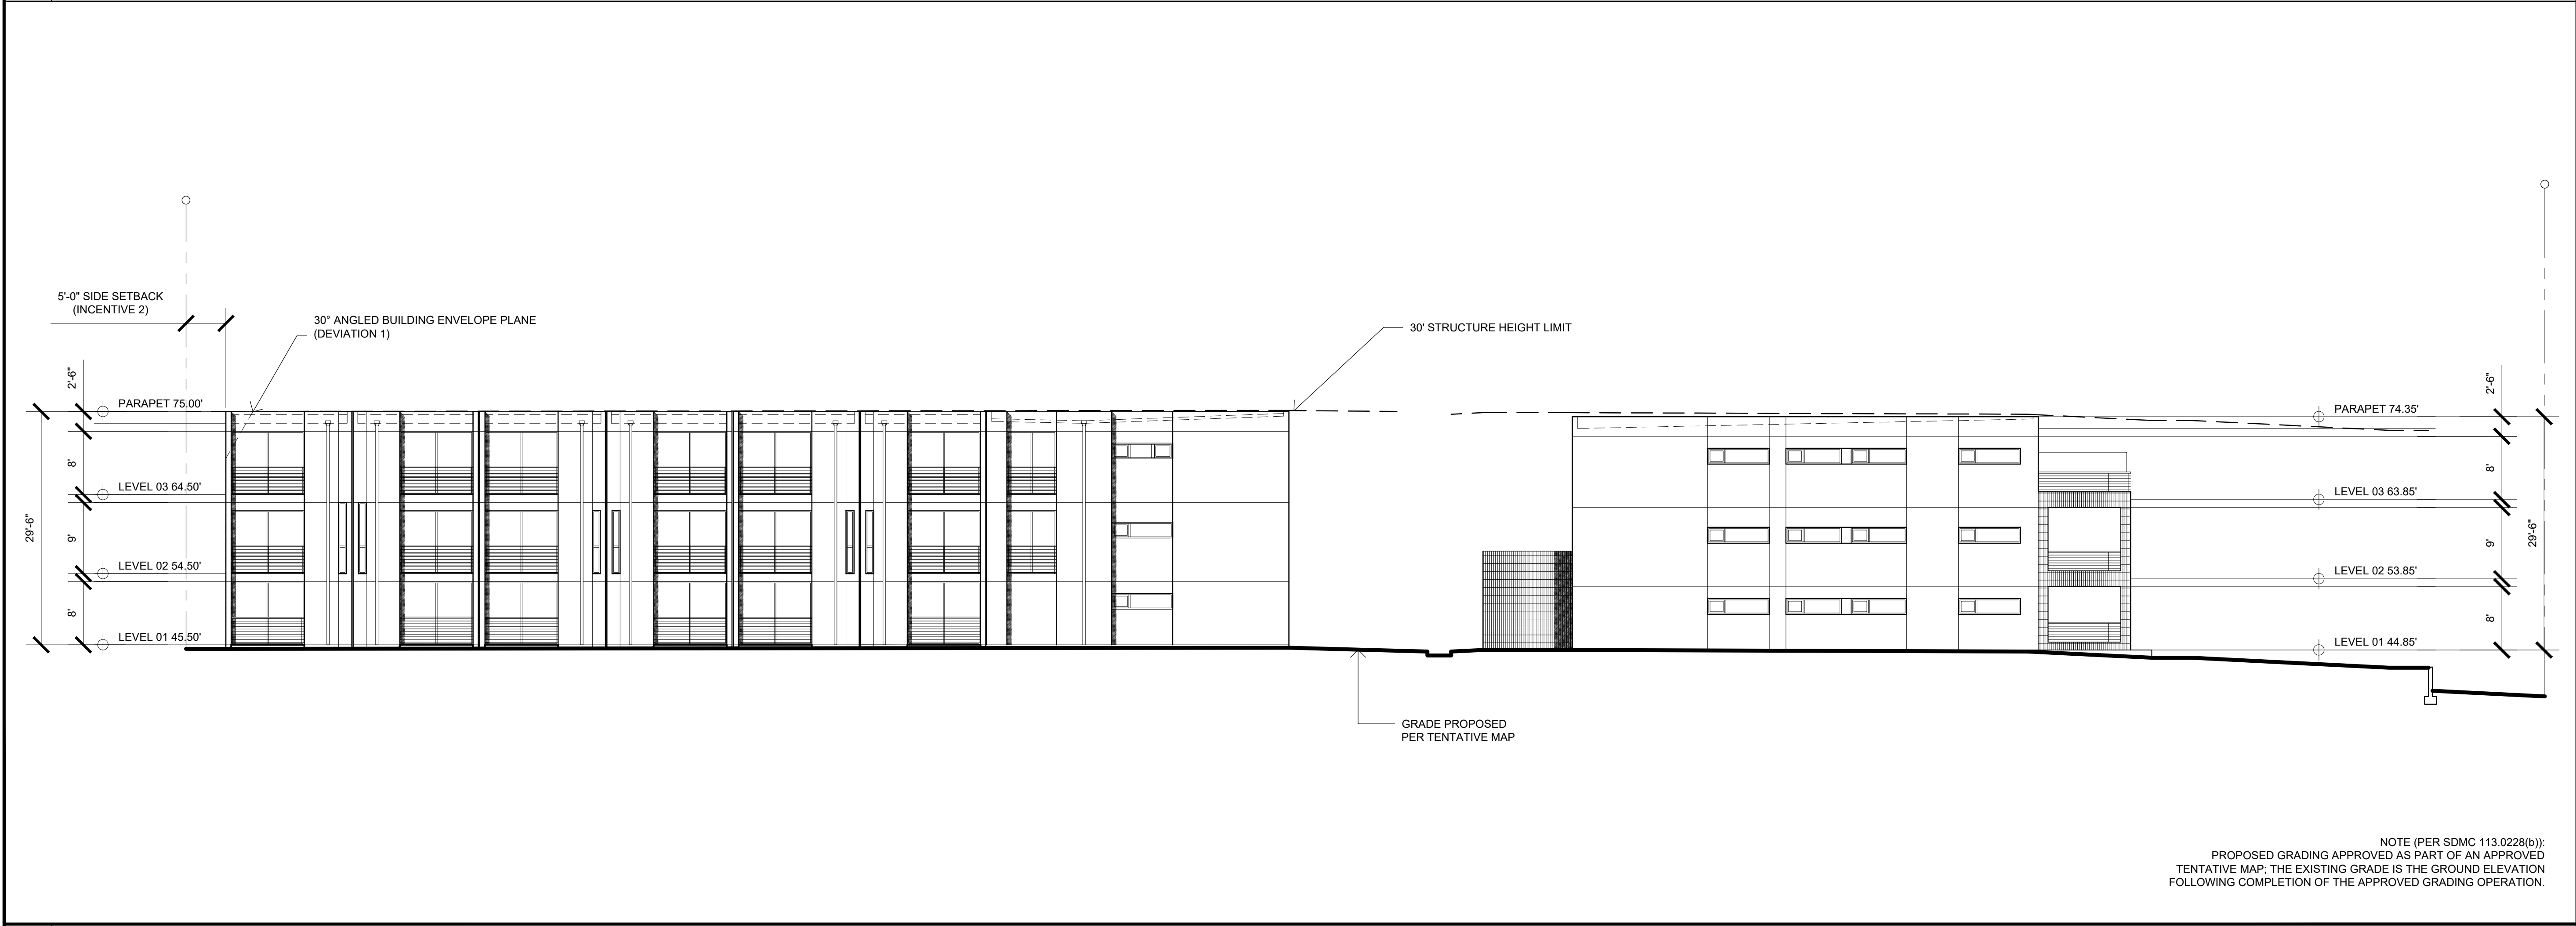 5'-0" SIDE SETBACK
(INCENTIVE 2)
30° ANGLED BUILDING ENVELOPE PLANE
(DEVIATION 1)
30' STRUCTURE HEIGHT LIMIT
2'-6"
PARAPET 75.00'
8'
LEVEL 03 64.50'
29'-6"
9'
LEVEL 02 54.50'
8'
LEVEL 01 45.50'
2'-6"
PARAPET 74.35'
8'
LEVEL 03 63.85'
9'
29'-6"
LEVEL 02 53.85'
8'
LEVEL 01 44.85'
GRADE PROPOSED
PER TENTATIVE MAP
NOTE (PER SDMC 113.0228(b)):
PROPOSED GRADING APPROVED AS PART OF AN APPROVED
TENTATIVE MAP; THE EXISTING GRADE IS THE GROUND ELEVATION
FOLLOWING COMPLETION OF THE APPROVED GRADING OPERATION.